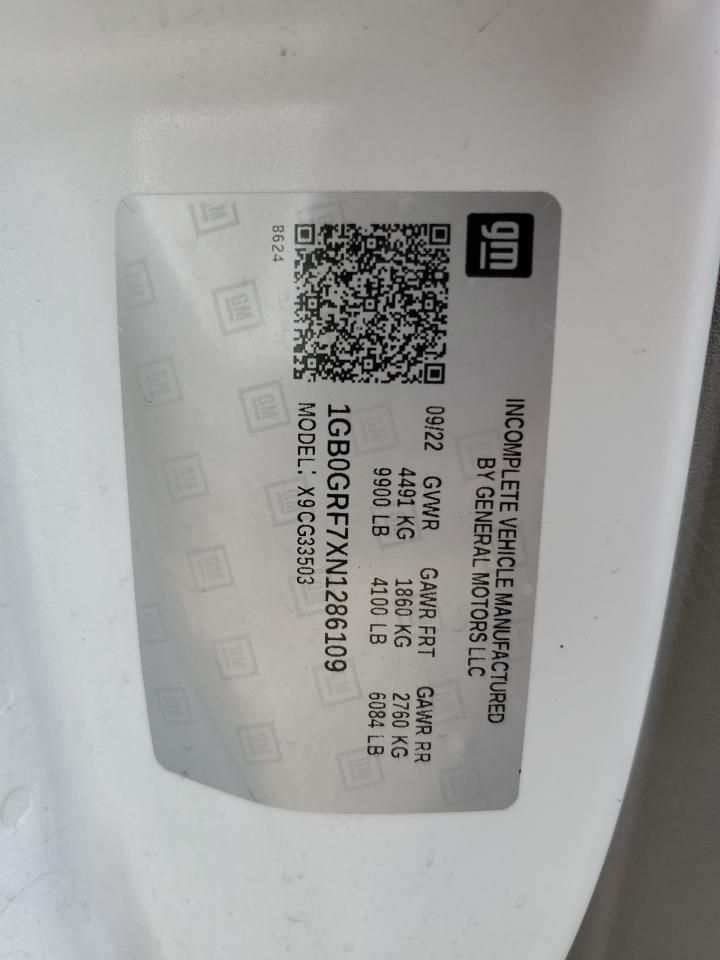 gm
INCOMPLETE VEHICLE MANUFACTURED
BY GENERAL MOTORS LLC
09/22 GVWR GAWR FRT GAWR RR
4491 KG 1860 KG 2760 KG
9900 LB 4100 LB 6084 LB
1GB0GRF7XN1286109
MODEL: X9CG33503
8624